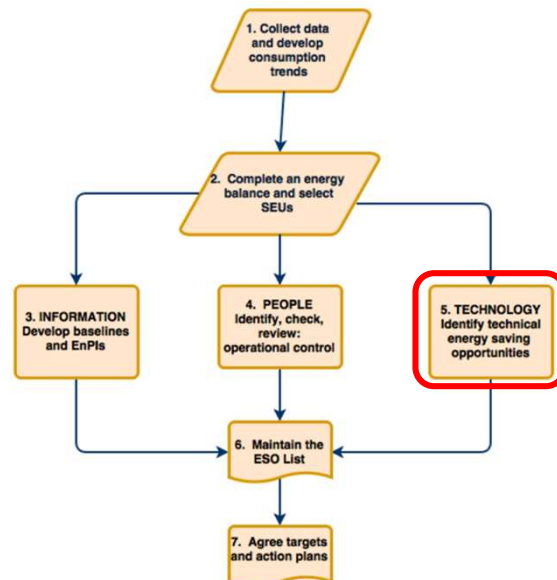 1. Collect data
and develop
consumption
trends
2. Complete an energy
balance and select
SEUs
3. INFORMATION
Develop baselines
and EnPIs
4. PEOPLE
Identify, check,
review:
operational control
5. TECHNOLOGY
Identify technical
energy saving
opportunities
6. Maintain the
ESO List
7. Agree targets
and action plans